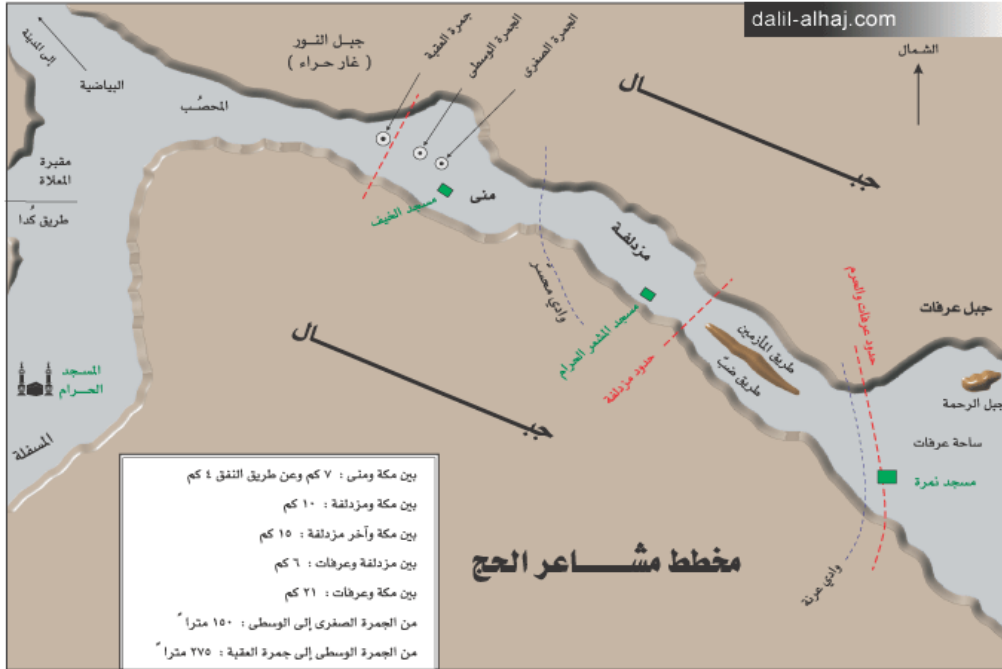 dalil-alhaj.com
الشمال
إلى المدينة
البياضية
المحصُب
جبل النور
( غار حراء )
جمرة العقبة
الجمرة الوسطى
الجمرة الصغرى
جبـــال
مقبرة
المعلاة
طريق كُدا
منى
مسجد الخيف
مزدلفة
وادي محسّر
مسجد المشعر الحرام
حدود مزدلفة
طريق المأزمين
طريق ضبّ
حدود عرفات والحرم
جبل عرفات
جبل الرحمة
ساحة عرفات
مسجد نمرة
وادي عرنة
جبـــال
المسجد
الحرام
المسفلة
مخطط مشـــاعر الحج
بين مكة ومنى : ٧ كم وعن طريق النفق ٤ كم
بين مكة ومزدلفة : ١٠ كم
بين مكة وآخر مزدلفة : ١٥ كم
بين مزدلفة وعرفات : ٦ كم
بين مكة وعرفات : ٢١ كم
من الجمرة الصغرى إلى الوسطى : ١٥٠ متراً
من الجمرة الوسطى إلى جمرة العقبة : ٢٧٥ متراً